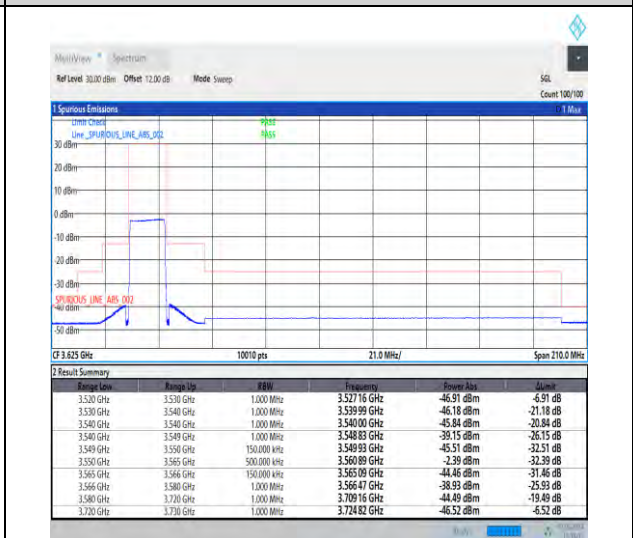 MultiView Spectrum
Ref Level 30.00 dBm Offset 12.00 dB Mode Sweep SGL
Count 100/100
1 Spurious Emissions 1 Max
Limit Check PASS
Line _SPURIOUS_LINE_ABS_002 PASS
30 dBm
20 dBm
10 dBm
0 dBm
-10 dBm
-20 dBm
-30 dBm
_SPURIOUS_LINE_ABS_002
-40 dBm
-50 dBm
CF 3.625 GHz 10010 pts 21.0 MHz/ Span 210.0 MHz
2 Result Summary
Range Low Range Up RBW Frequency Power Abs ΔLimit
3.520 GHz 3.530 GHz 1.000 MHz 3.52716 GHz -46.91 dBm -6.91 dB
3.530 GHz 3.540 GHz 1.000 MHz 3.53999 GHz -46.18 dBm -21.18 dB
3.540 GHz 3.540 GHz 1.000 MHz 3.54000 GHz -45.84 dBm -20.84 dB
3.540 GHz 3.549 GHz 1.000 MHz 3.54883 GHz -39.15 dBm -26.15 dB
3.549 GHz 3.550 GHz 150.000 kHz 3.54993 GHz -45.51 dBm -32.51 dB
3.550 GHz 3.565 GHz 500.000 kHz 3.56089 GHz -2.39 dBm -32.39 dB
3.565 GHz 3.566 GHz 150.000 kHz 3.56509 GHz -44.46 dBm -31.46 dB
3.566 GHz 3.580 GHz 1.000 MHz 3.56647 GHz -38.93 dBm -25.93 dB
3.580 GHz 3.720 GHz 1.000 MHz 3.70916 GHz -44.49 dBm -19.49 dB
3.720 GHz 3.730 GHz 1.000 MHz 3.72482 GHz -46.52 dBm -6.52 dB